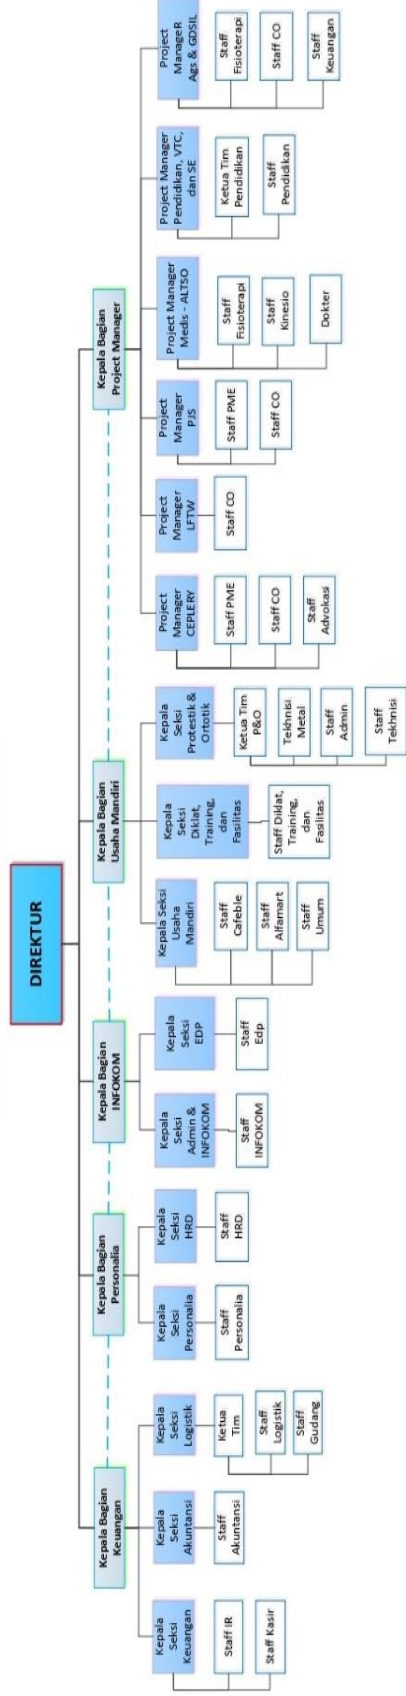 DIREKTUR
Kepala Bagian
Keuangan
Kepala Bagian
Personalia
Kepala Bagian
INFOKOM
Kepala Bagian
Usaha Mandiri
Kepala Bagian
Project Manager
Kepala
Seksi
Keuangan
Staff IR
Staff Kasir
Kepala
Seksi
Akuntansi
Staff
Akuntansi
Kepala
Seksi
Logistik
Ketua
Tim
Staff
Logistik
Staff
Gudang
Kepala
Seksi
Personalia
Staff
Personalia
Kepala
Seksi
HRD
Staff
HRD
Kepala
Seksi
Admin &
INFOKOM
Staff
INFOKOM
Kepala
Seksi
EDP
Staff
Edp
Kepala Seksi
Usaha
Mandiri
Staff
Cafeble
Staff
Alfamart
Staff
Umum
Kepala
Seksi
Diklat,
Training,
dan
Fasilitas
Staff Diklat,
Training,
dan
Fasilitas
Kepala
Seksi
Protestik &
Ortotik
Ketua Tim
P&O
Tekhnisi
Metal
Staff
Admin
Staff
Tekhnisi
Project
Manager
CEPLERY
Staff PME
Staff CO
Staff
Advokasi
Project
Manager
LFTW
Staff CO
Project
Manager
PJS
Staff PME
Staff CO
Project Manager
Medis - ALTSO
Staff
Fisioterapi
Staff
Kinesio
Dokter
Project Manager
Pendidikan, VTC,
dan SE
Ketua Tim
Pendidikan
Staff
Pendidikan
Project
ManageR
Ags & GDSIL
Staff
Fisioterapi
Staff CO
Staff
Keuangan